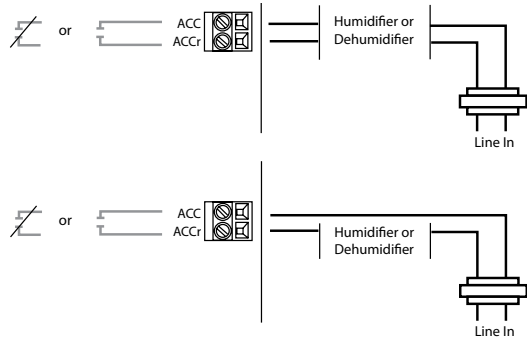 or
ACC
ACCr
Humidifier or
Dehumidifier
Line In
or
ACC
ACCr
Humidifier or
Dehumidifier
Line In